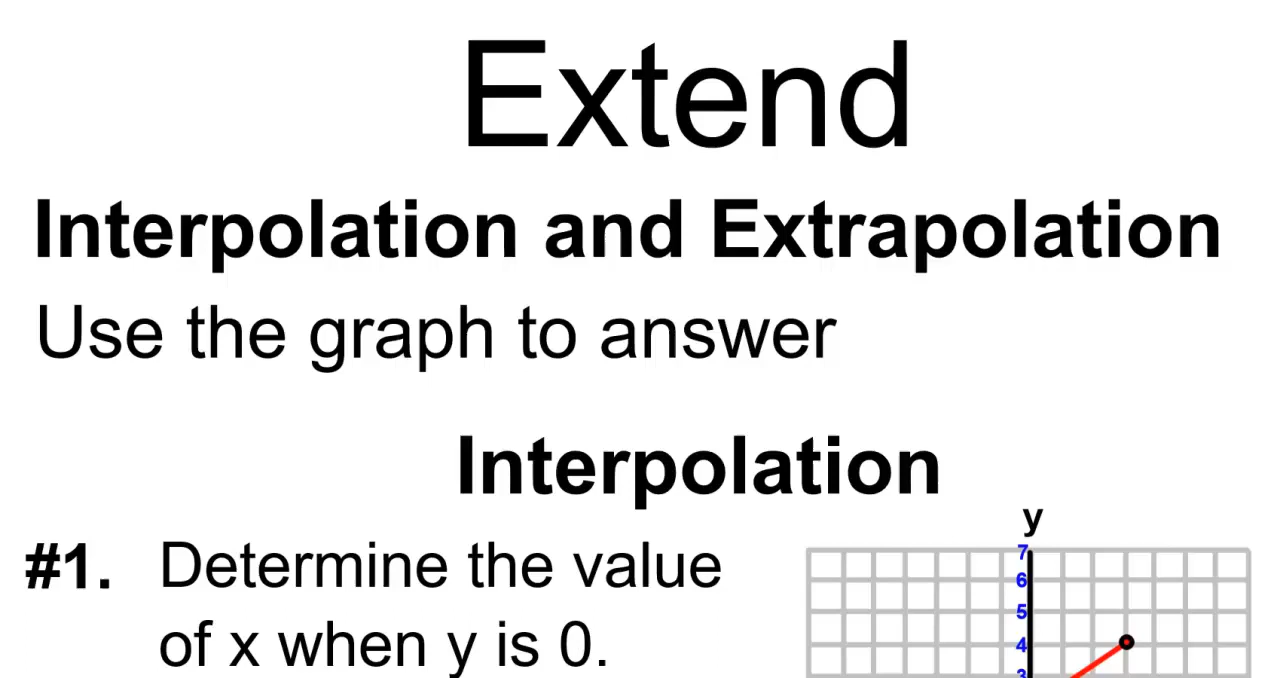 Extend
Interpolation and Extrapolation
Use the graph to answer
Interpolation
y
#1. Determine the value
of x when y is 0.
7
6
5
4
3